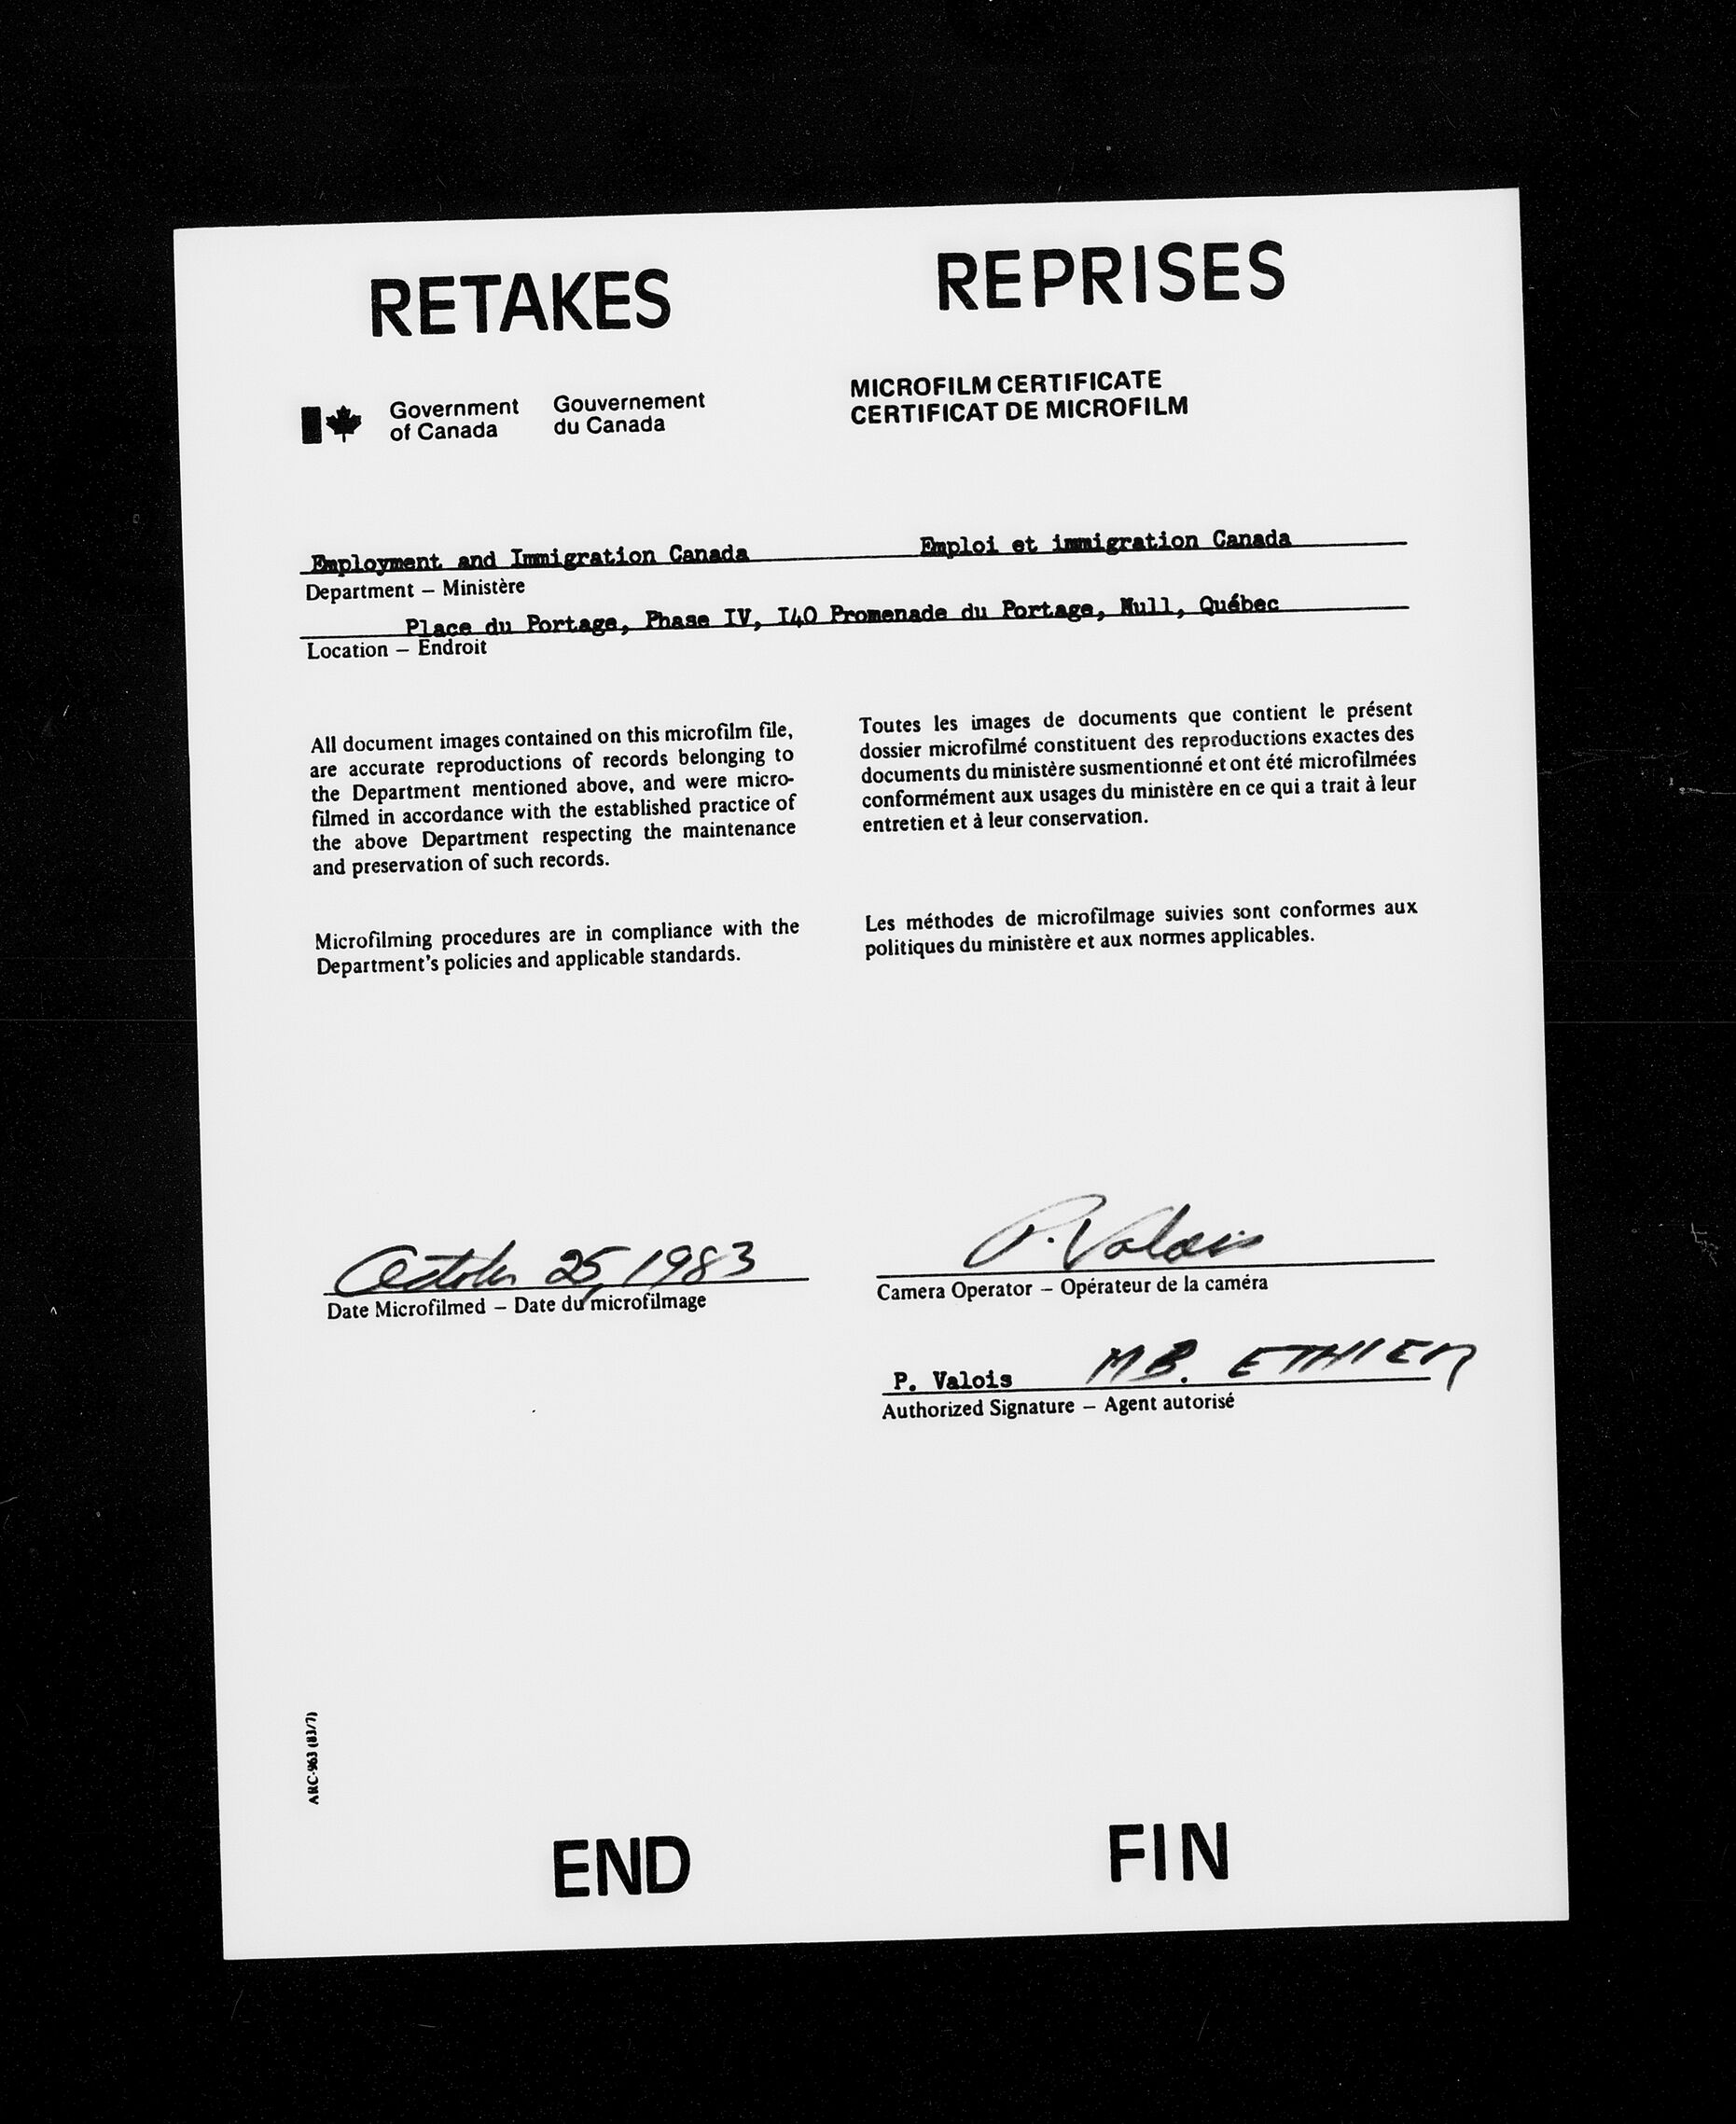 RETAKES REPRISES
Government Gouvernement
of Canada du Canada
MICROFILM CERTIFICATE
CERTIFICAT DE MICROFILM
Employment and Immigration Canada Emploi et immigration Canada
Department – Ministère
Place du Portage, Phase IV, I40 Promenade du Portage, Hull, Québec
Location – Endroit
All document images contained on this microfilm file,
are accurate reproductions of records belonging to
the Department mentioned above, and were micro-
filmed in accordance with the established practice of
the above Department respecting the maintenance
and preservation of such records.
Microfilming procedures are in compliance with the
Department's policies and applicable standards.
Toutes les images de documents que contient le présent
dossier microfilmé constituent des reproductions exactes des
documents du ministère susmentionné et ont été microfilmées
conformément aux usages du ministère en ce qui a trait à leur
entretien et à leur conservation.
Les méthodes de microfilmage suivies sont conformes aux
politiques du ministère et aux normes applicables.
October 25, 1983
Date Microfilmed – Date du microfilmage
P. Valois
Camera Operator – Opérateur de la caméra
P. Valois M B. ETHIER
Authorized Signature – Agent autorisé
ARC-963 (83/7)
END FIN